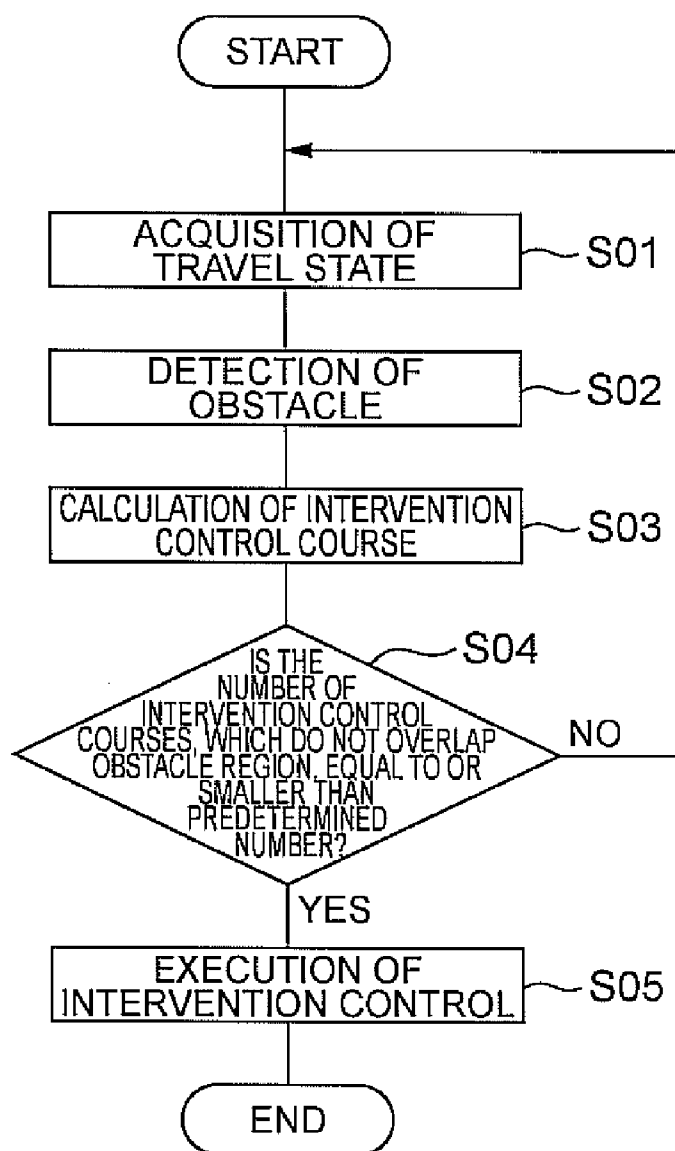 START
ACQUISITION OF
TRAVEL STATE
S01
DETECTION OF
OBSTACLE
S02
CALCULATION OF INTERVENTION
CONTROL COURSE
S03
S04
IS THE
NUMBER OF
INTERVENTION CONTROL
COURSES, WHICH DO NOT OVERLAP
OBSTACLE REGION, EQUAL TO OR
SMALLER THAN
PREDETERMINED
NUMBER?
NO
YES
EXECUTION OF
INTERVENTION CONTROL
S05
END